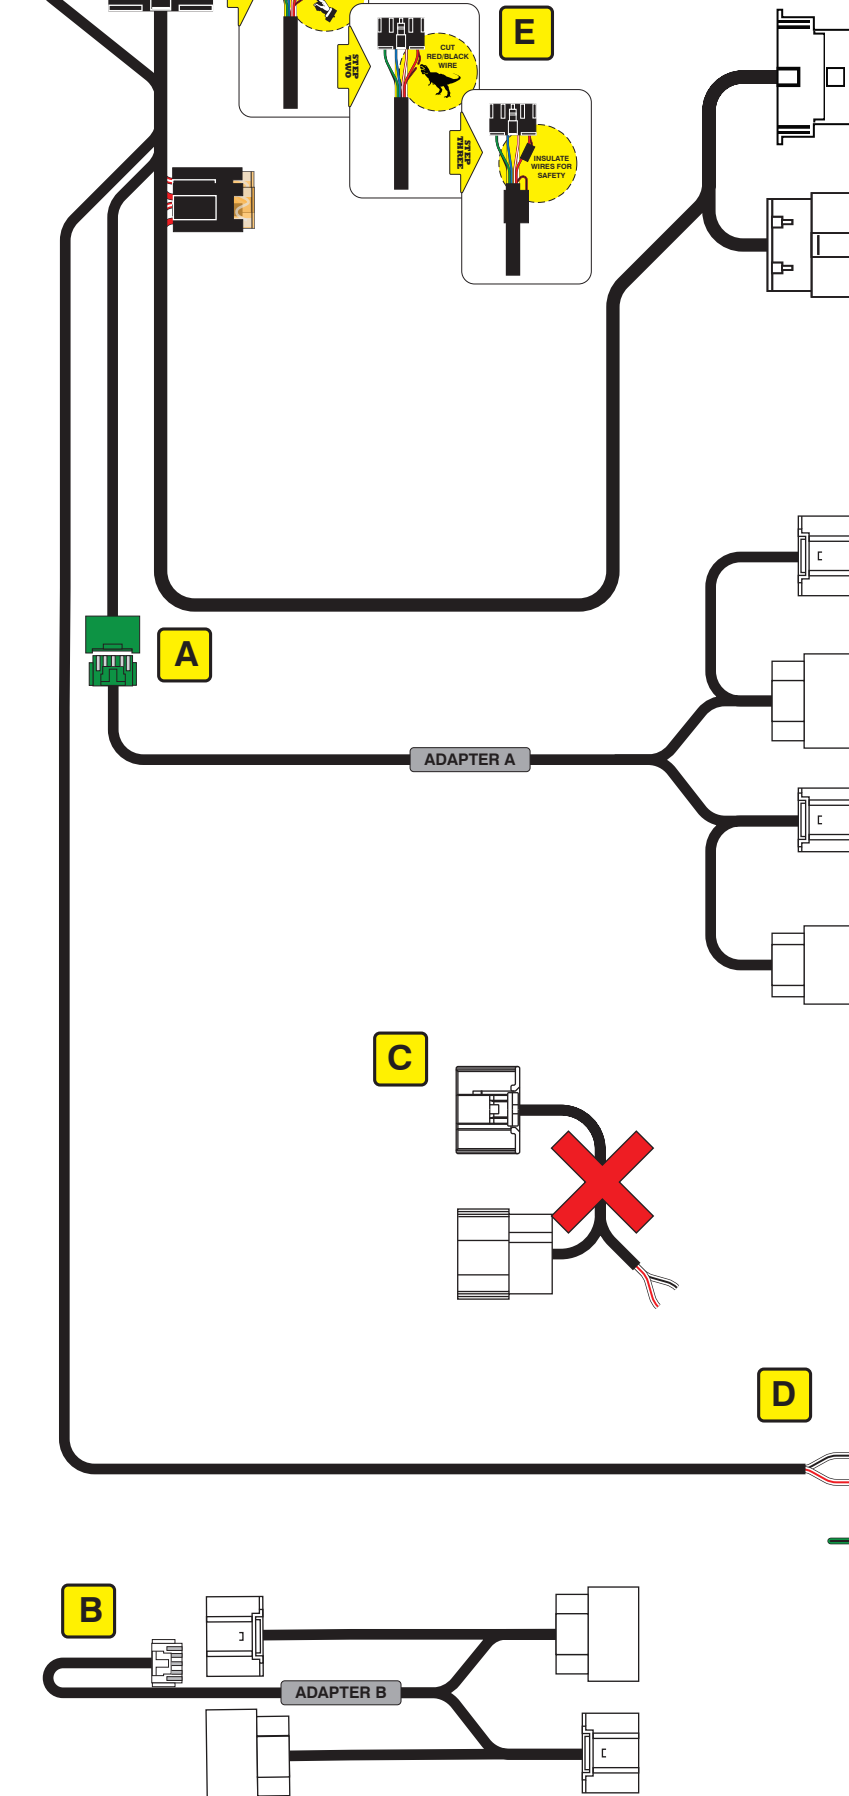 E
STEP
TWO
CUT
RED/BLACK
WIRE
STEP
THREE
INSULATE
WIRES FOR
SAFETY
A
ADAPTER A
C
D
B
ADAPTER B